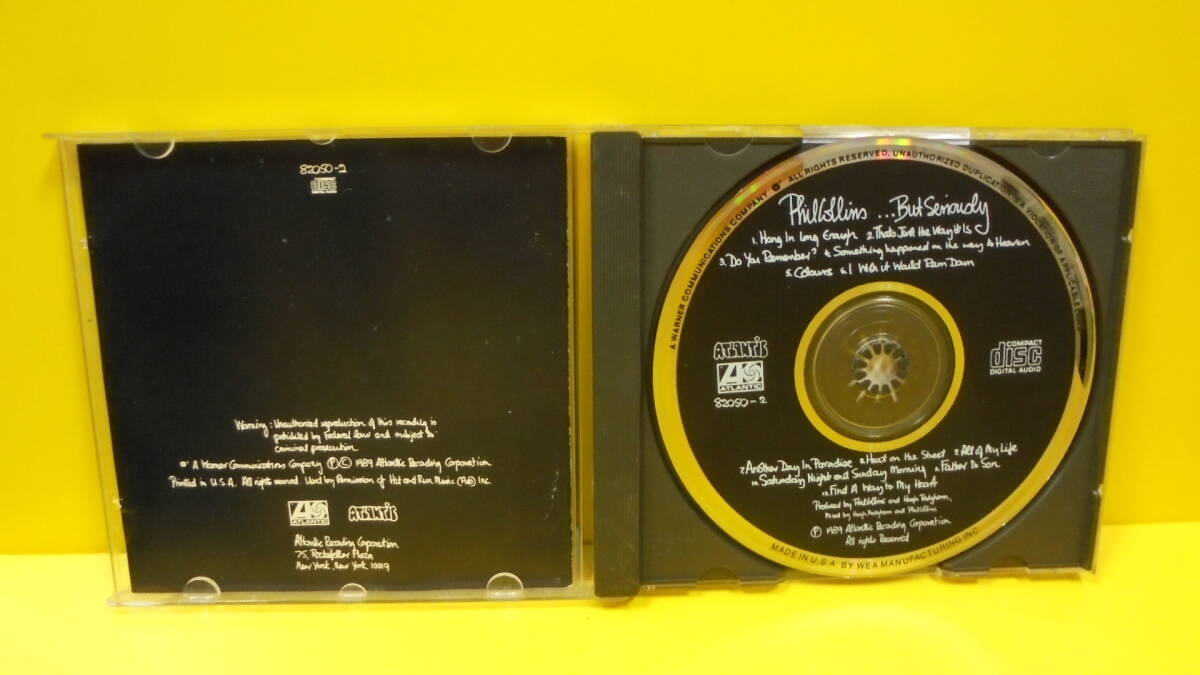 82050-2
disc
Warning: Unauthorized reproduction of this recording is
prohibited by Federal law and subject to
criminal prosecution.
A Warner Communications Company ℗© 1989 Atlantic Recording Corporation
Printed in U.S.A. All rights reserved. Used by Permission of Hit and Run Music (Pub) Inc.
ATLANTIC
ATLANTIC
Atlantic Recording Corporation
75, Rockefeller Plaza
New York, New York, 10019
A WARNER COMMUNICATIONS COMPANY ALL RIGHTS RESERVED. UNAUTHORIZED DUPLICATION IS A VIOLATION OF APPLICABLE
Phil Collins ...But Seriously
1. Hang In Long Enough 2. Thats Just the Way it Is
3. Do You Remember? 4. Something happened on the way to Heaven
5. Colours 6. I Wish it Would Rain Down
ATLANTIC
ATLANTIC
82050-2
COMPACT
disc
DIGITAL AUDIO
7. Another Day In Paradise 8. Heat on the Street 9. All of My Life
10. Saturday Night and Sunday Morning 11. Father to Son
12. Find A Way to My Heart
Produced by Phil Collins and Hugh Padgham,
Mixed by Hugh Padgham and Phil Collins
℗ 1989 Atlantic Recording Corporation
All rights Reserved
MADE IN U.S.A. BY WEA MANUFACTURING INC.